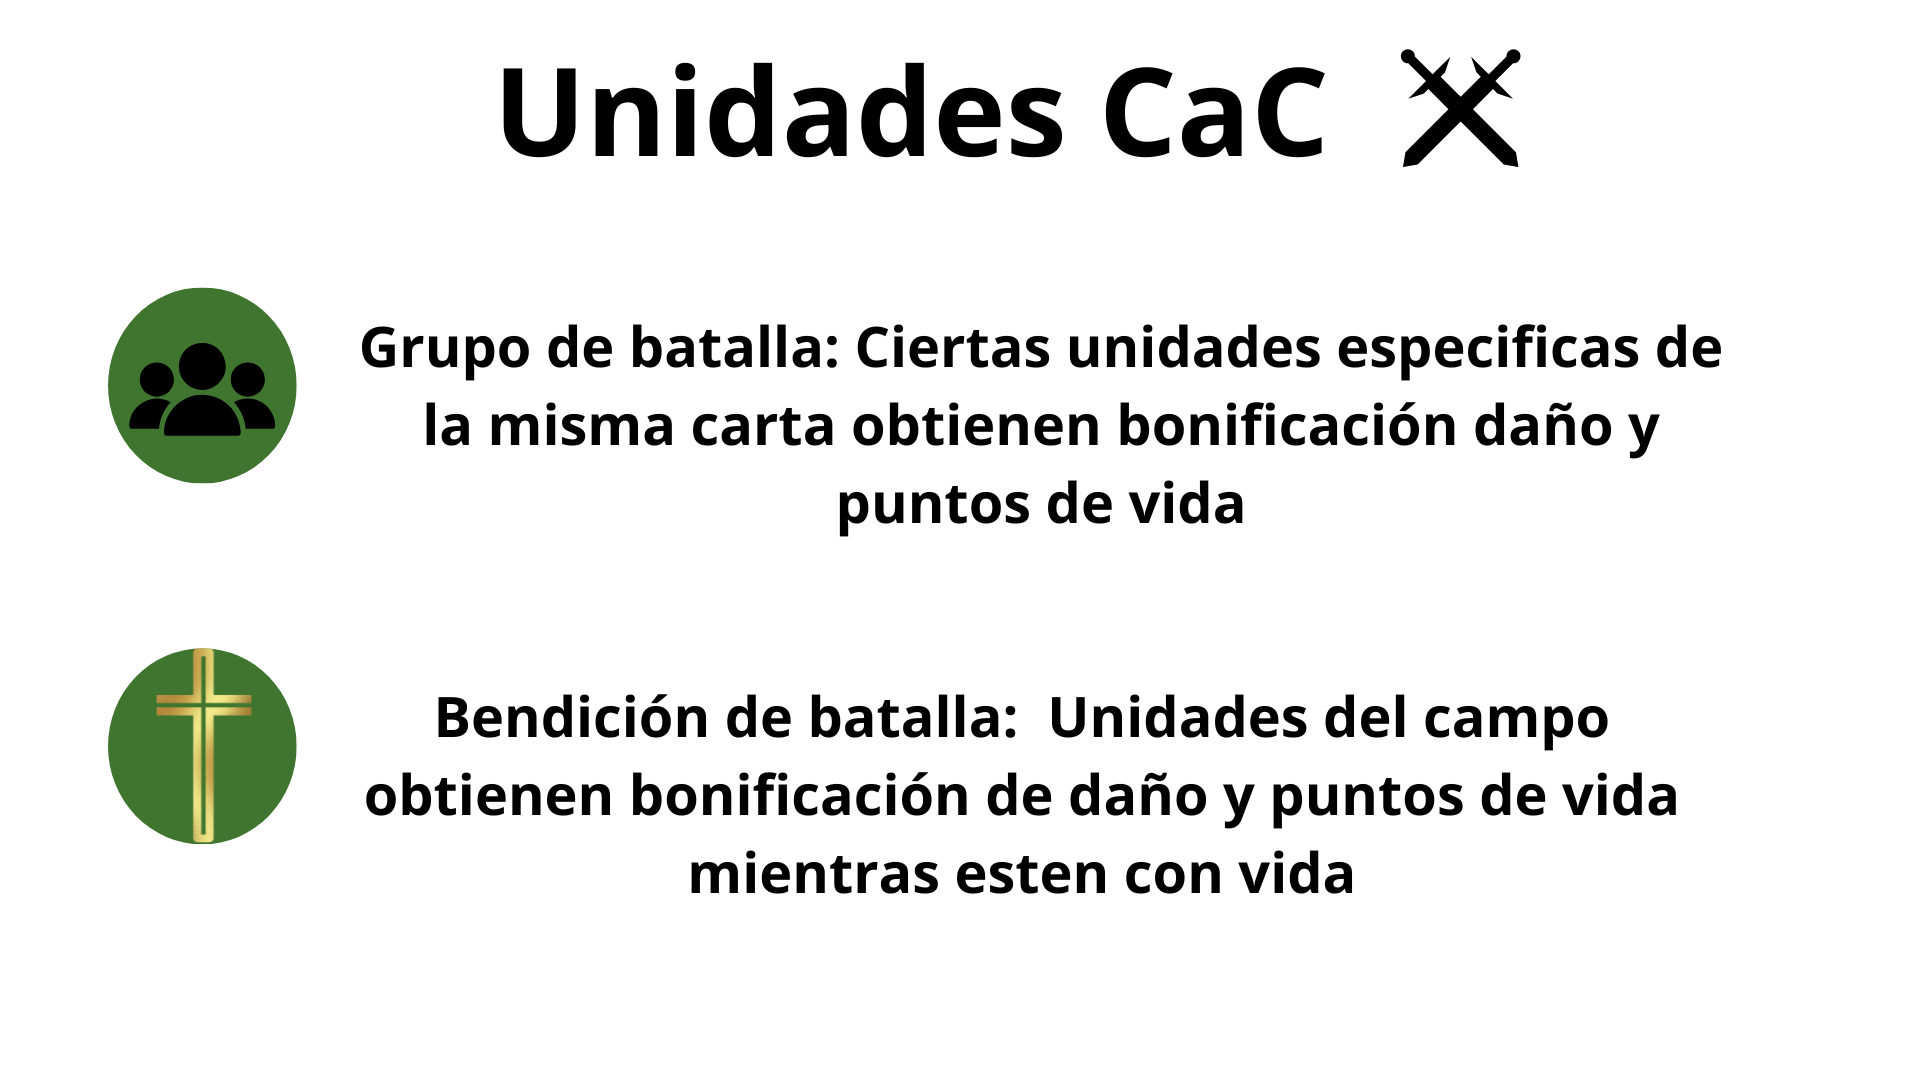 Unidades CaC
Grupo de batalla: Ciertas unidades especificas de
la misma carta obtienen bonificación daño y
puntos de vida
Bendición de batalla:  Unidades del campo
obtienen bonificación de daño y puntos de vida
mientras esten con vida